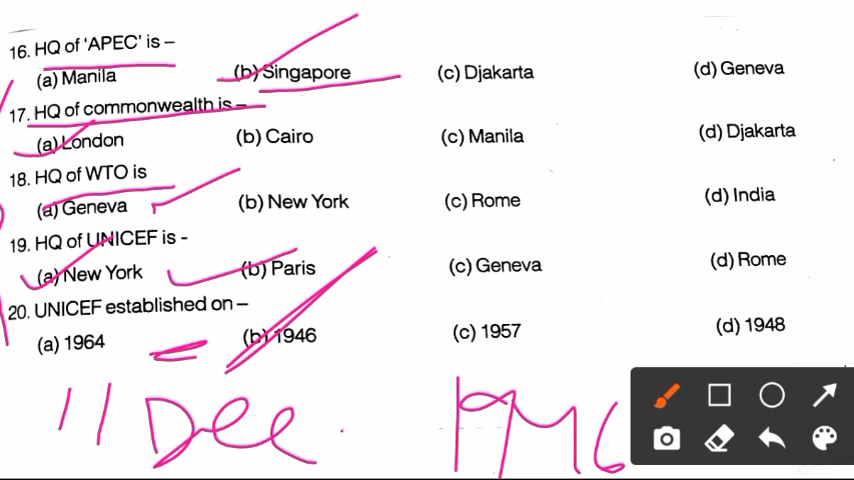 16. HQ of 'APEC' is –
(a) Manila (b) Singapore (c) Djakarta (d) Geneva
17. HQ of commonwealth is –
(a) London (b) Cairo (c) Manila (d) Djakarta
18. HQ of WTO is
(a) Geneva (b) New York (c) Rome (d) India
19. HQ of UNICEF is -
(a) New York (b) Paris (c) Geneva (d) Rome
20. UNICEF established on –
(a) 1964 (b) 1946 (c) 1957 (d) 1948
11 Dec. 1946